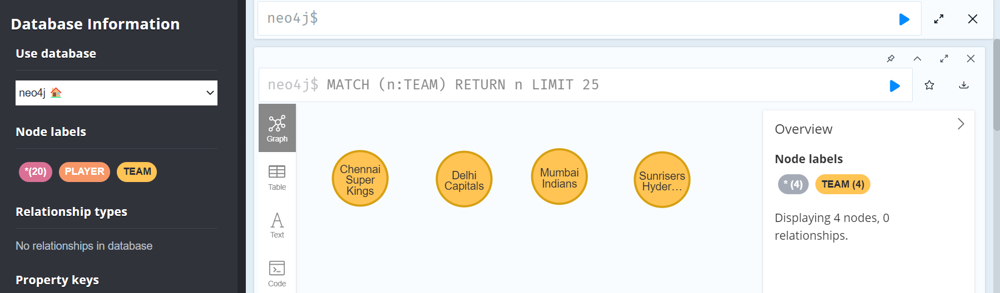 Database Information
Use database
neo4j
Node labels
*(20) PLAYER TEAM
Relationship types
No relationships in database
Property keys
neo4j$
neo4j$ MATCH (n:TEAM) RETURN n LIMIT 25
Graph
Table
Text
Code
Chennai
Super
Kings
Delhi
Capitals
Mumbai
Indians
Sunrisers
Hyder...
Overview
Node labels
* (4) TEAM (4)
Displaying 4 nodes, 0
relationships.